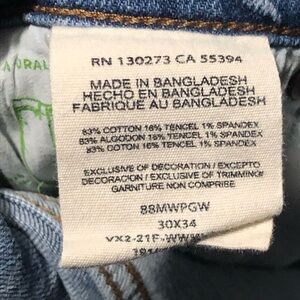 RN 130273 CA 55394
MADE IN BANGLADESH
HECHO EN BANGLADESH
FABRIQUE AU BANGLADESH
83% COTTON 16% TENCEL 1% SPANDEX
83% ALGODON 16% TENCEL 1% SPANDEX
83% COTON 16% TENCEL 1% SPANDEX
EXCLUSIVE OF DECORATION / EXCEPTO
DECORACION / EXCLUSIVE OF TRIMMING
GARNITURE NON COMPRISE
88MWPGW
30X34